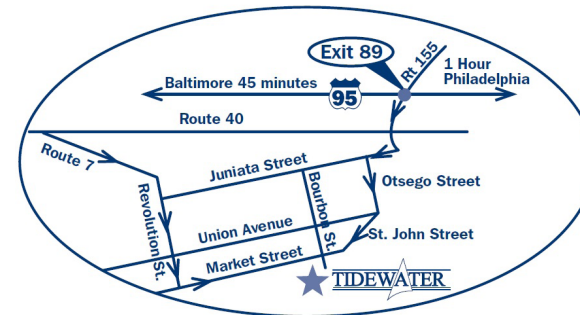 Exit 89
Rt 155
1 Hour
Philadelphia
Baltimore 45 minutes
95
Route 40
Route 7
Juniata Street
Otsego Street
Revolution St.
Bourbon St.
Union Avenue
St. John Street
Market Street
TIDEWATER